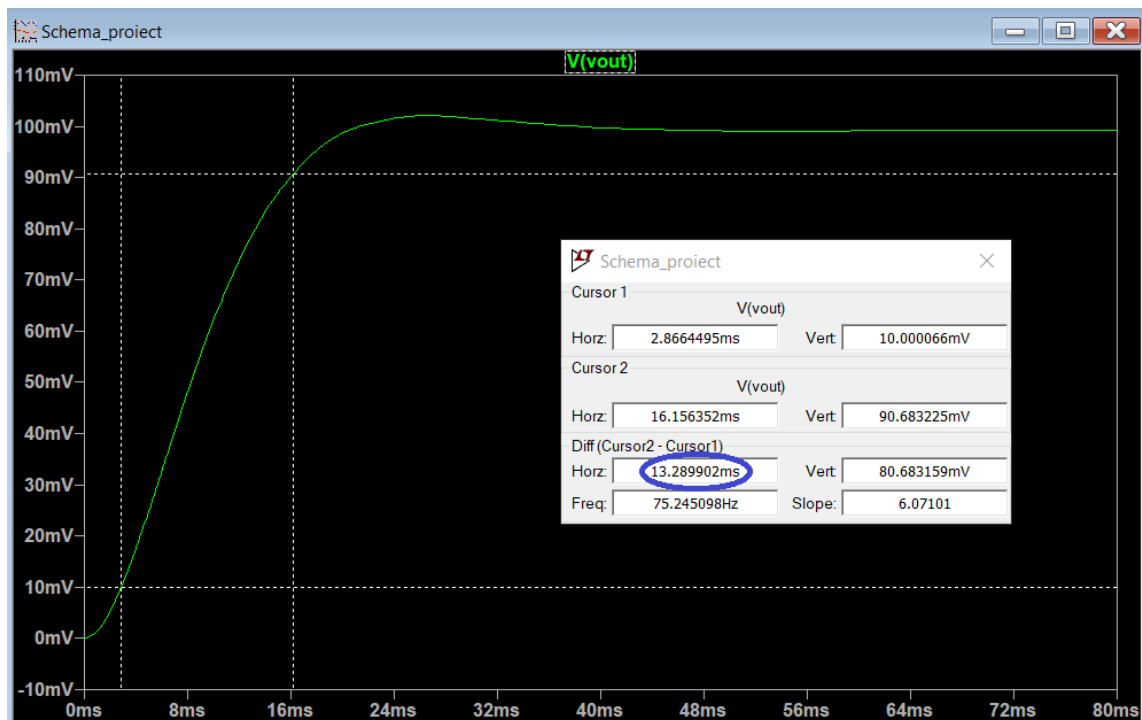 Schema_proiect
V(vout)
110mV
100mV
90mV
80mV
70mV
60mV
50mV
40mV
30mV
20mV
10mV
0mV
-10mV
0ms 8ms 16ms 24ms 32ms 40ms 48ms 56ms 64ms 72ms 80ms
Schema_proiect
Cursor 1
V(vout)
Horz: 2.8664495ms Vert: 10.000066mV
Cursor 2
V(vout)
Horz: 16.156352ms Vert: 90.683225mV
Diff (Cursor2 - Cursor1)
Horz: 13.289902ms Vert: 80.683159mV
Freq: 75.245098Hz Slope: 6.07101